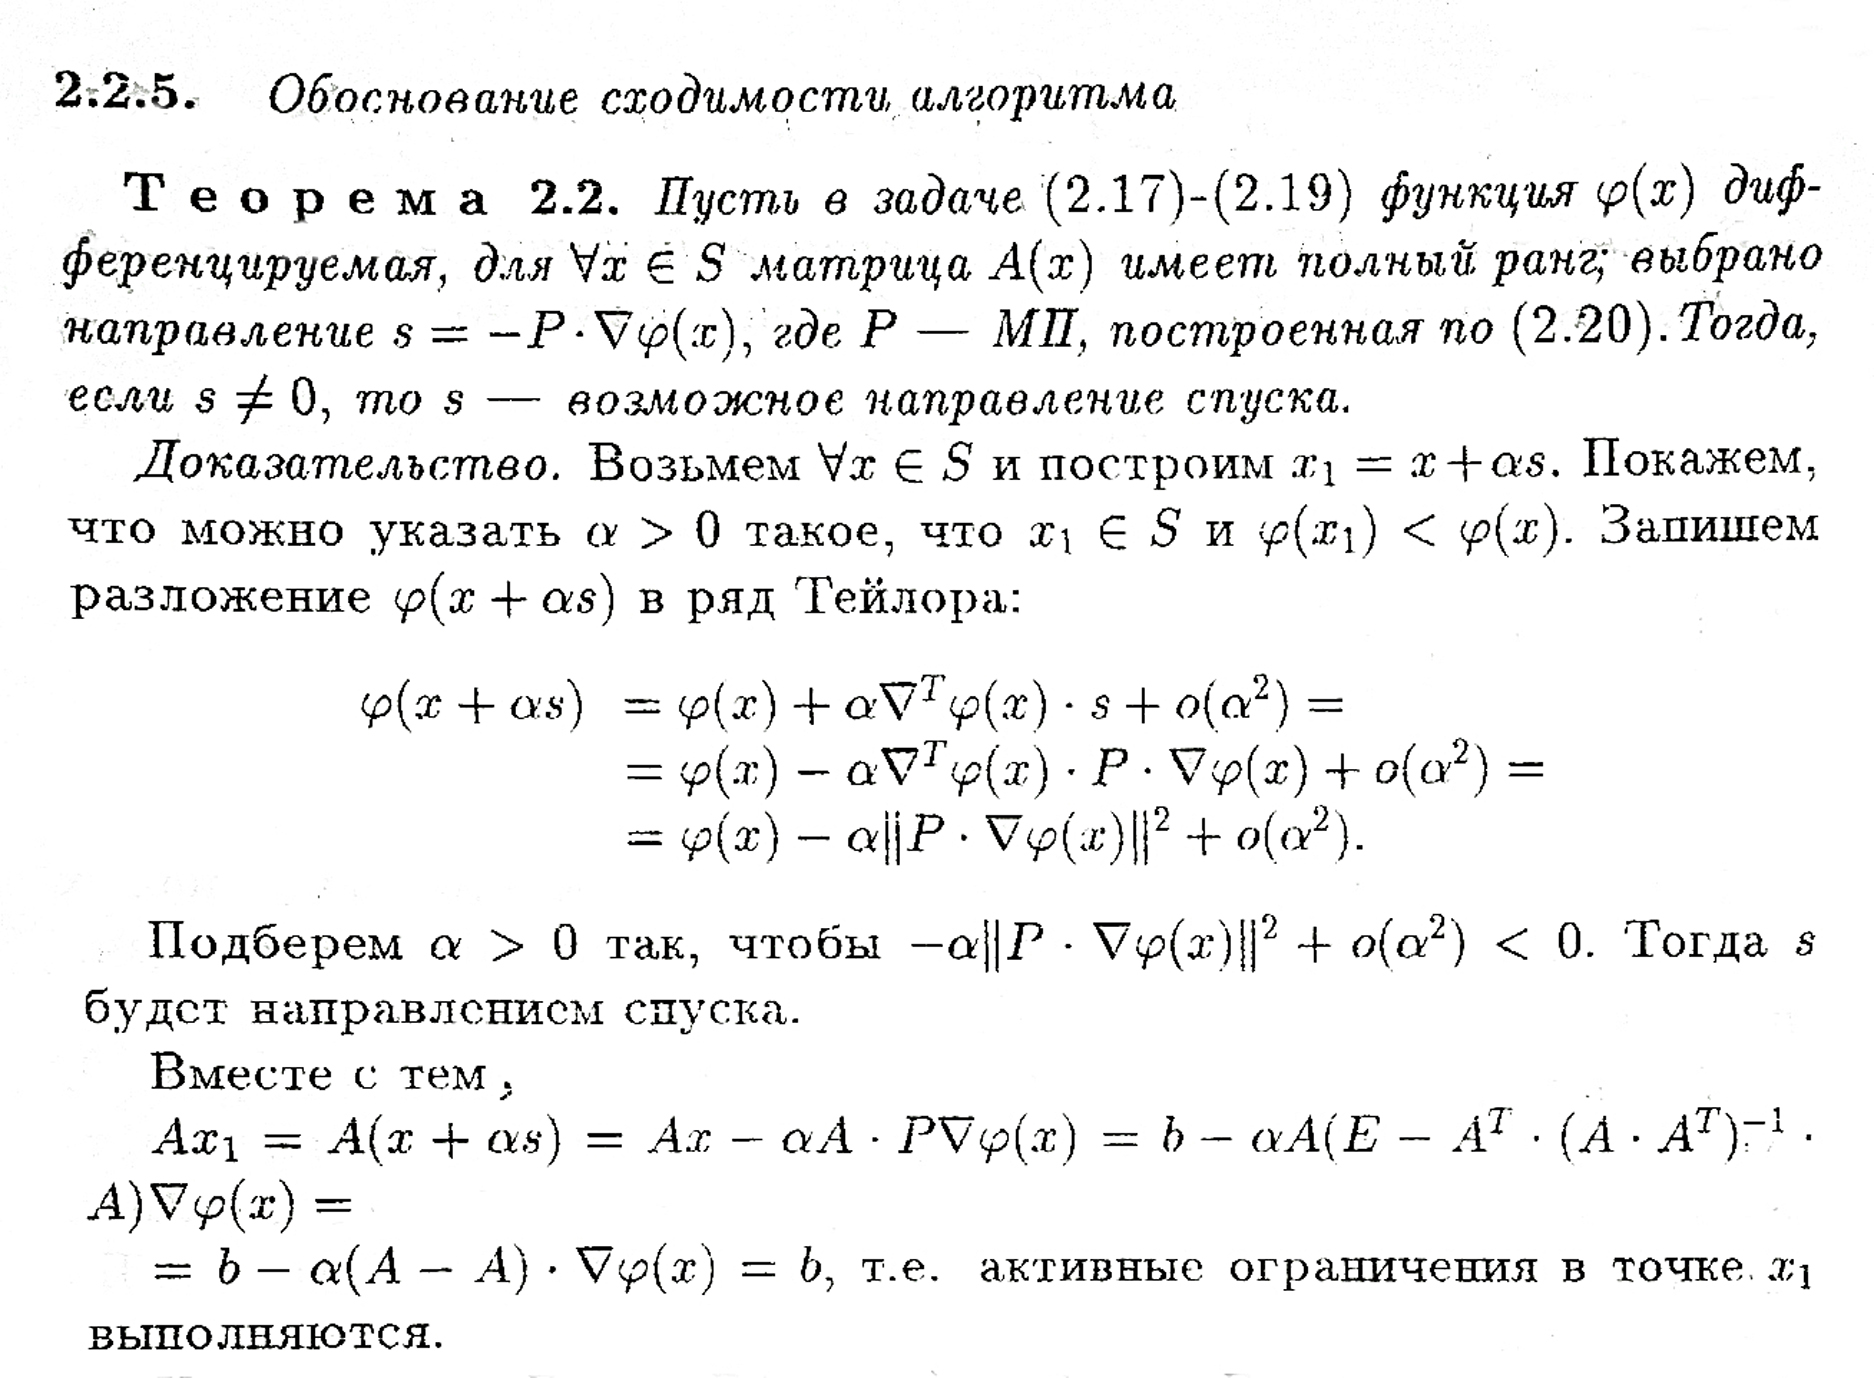 2.2.5. Обоснование сходимости алгоритма
Теорема 2.2. Пусть в задаче (2.17)-(2.19) функция φ(x) диф-
ференцируемая, для ∀x ∈ S матрица A(x) имеет полный ранг; выбрано
направление s = −P·∇φ(x), где P — МП, построенная по (2.20). Тогда,
если s ≠ 0, то s — возможное направление спуска.
Доказательство. Возьмем ∀x ∈ S и построим x₁ = x+αs. Покажем,
что можно указать α > 0 такое, что x₁ ∈ S и φ(x₁) < φ(x). Запишем
разложение φ(x + αs) в ряд Тейлора:
φ(x + αs) = φ(x) + α∇ᵀφ(x) · s + o(α²) =
= φ(x) − α∇ᵀφ(x) · P · ∇φ(x) + o(α²) =
= φ(x) − α||P · ∇φ(x)||² + o(α²).
Подберем α > 0 так, чтобы −α||P · ∇φ(x)||² + o(α²) < 0. Тогда s
будет направлением спуска.
Вместе с тем,
Ax₁ = A(x + αs) = Ax − αA · P∇φ(x) = b − αA(E − Aᵀ · (A · Aᵀ)⁻¹ ·
A)∇φ(x) =
= b − α(A − A) · ∇φ(x) = b, т.е. активные ограничения в точке x₁
выполняются.